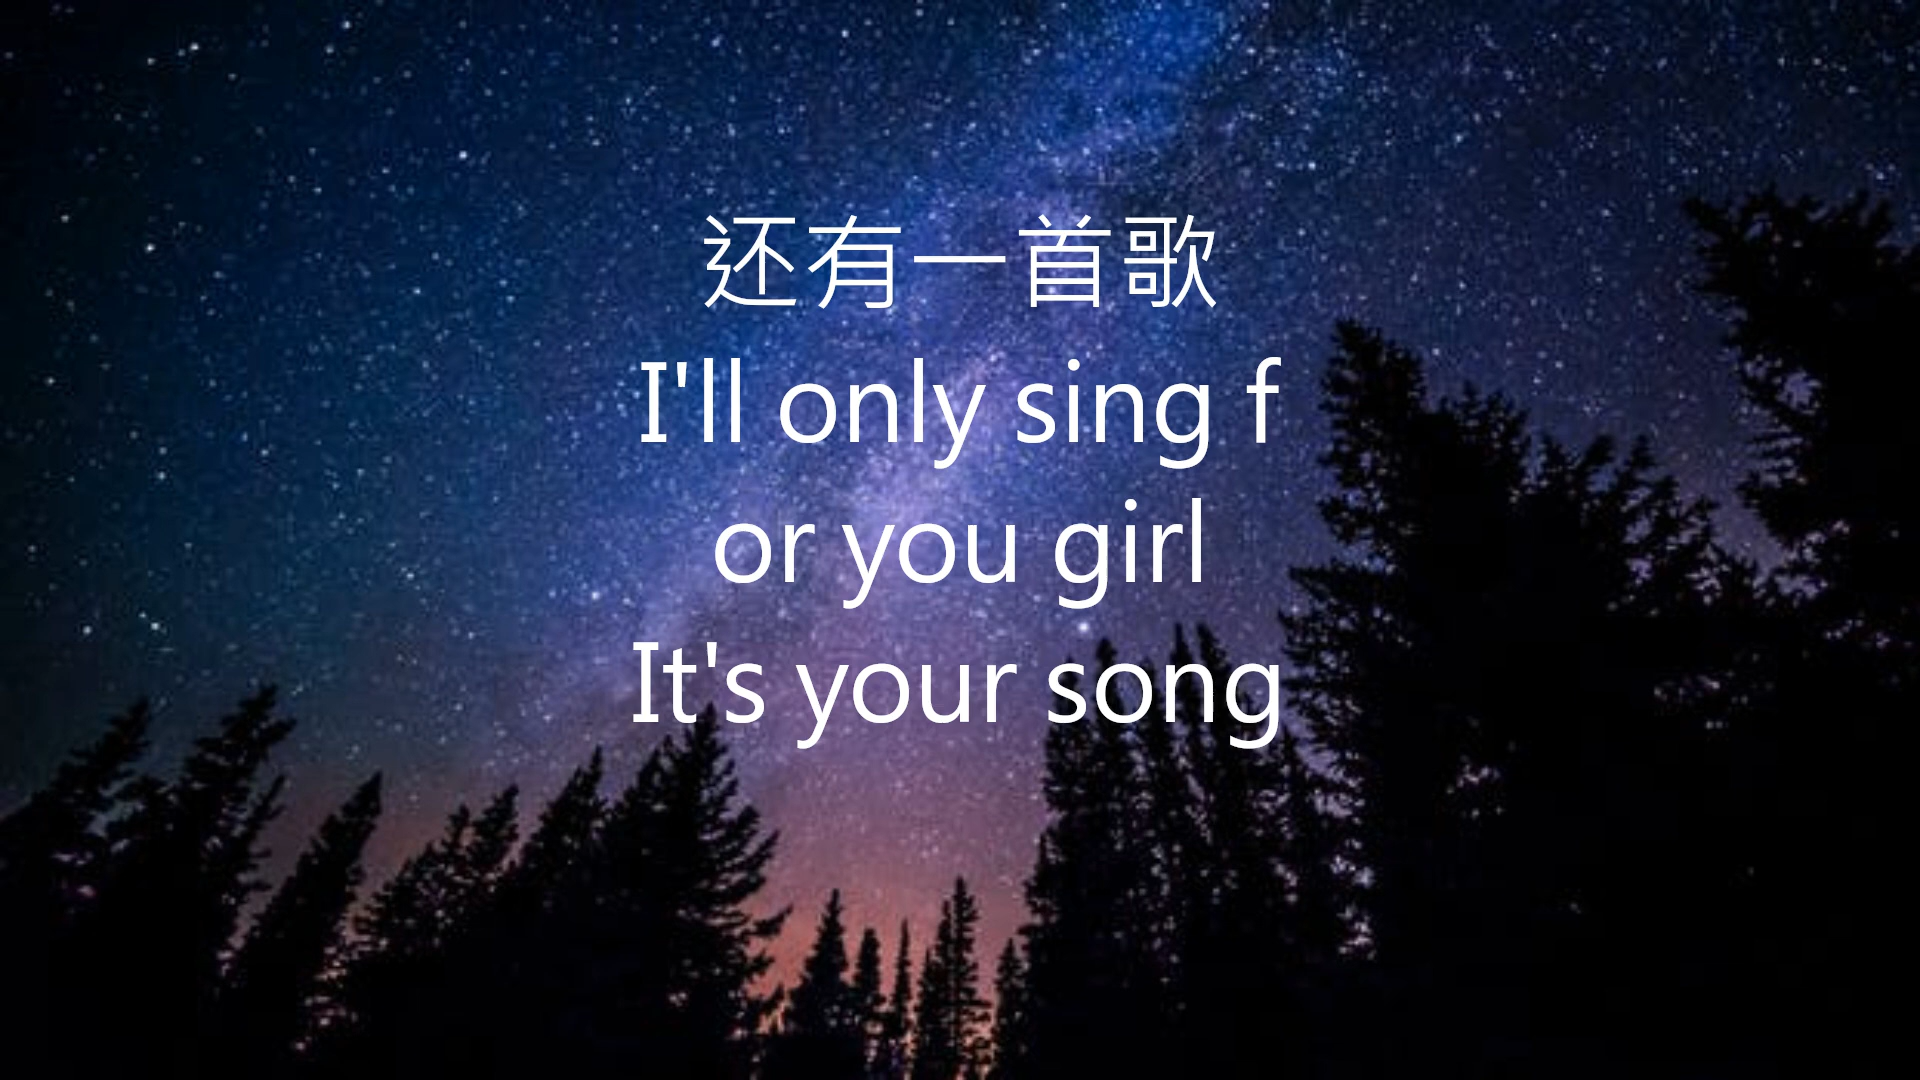 还有一首歌
I'll only sing f
or you girl
It's your song